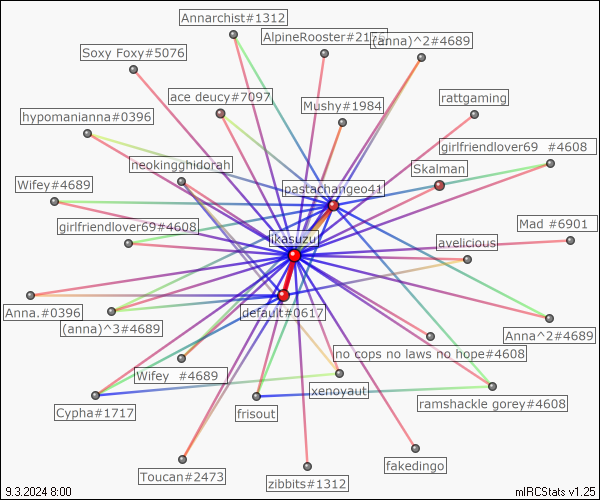 Annarchist#1312
AlpineRooster#2175
(anna)^2#4689
Soxy Foxy#5076
ace deucy#7097
Mushy#1984
rattgaming
hypomanianna#0396
girlfriendlover69 #4608
neokingghidorah
Skalman
Wifey#4689
pastachangeo41
girlfriendlover69#4608
Mad #6901
ikasuzu
avelicious
Anna.#0396
default#0617
(anna)^3#4689
Anna^2#4689
no cops no laws no hope#4608
Wifey #4689
xenoyaut
ramshackle gorey#4608
Cypha#1717
frisout
fakedingo
Toucan#2473
zibbits#1312
9.3.2024 8:00
mIRCStats v1.25